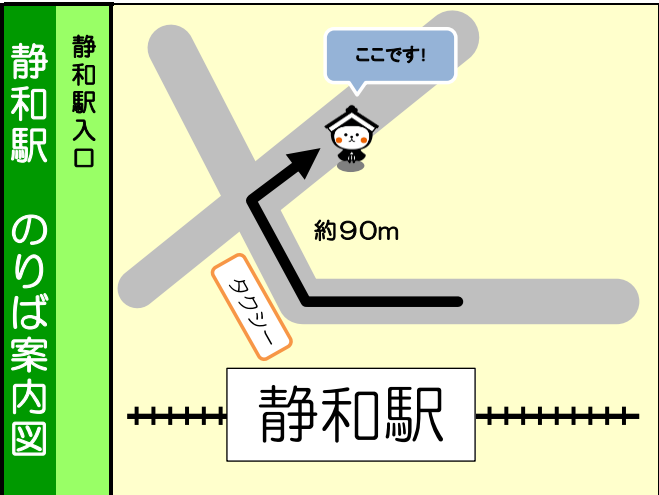 静和駅 のりば案内図
静和駅入口
ここです!
約90m
タクシー
静和駅